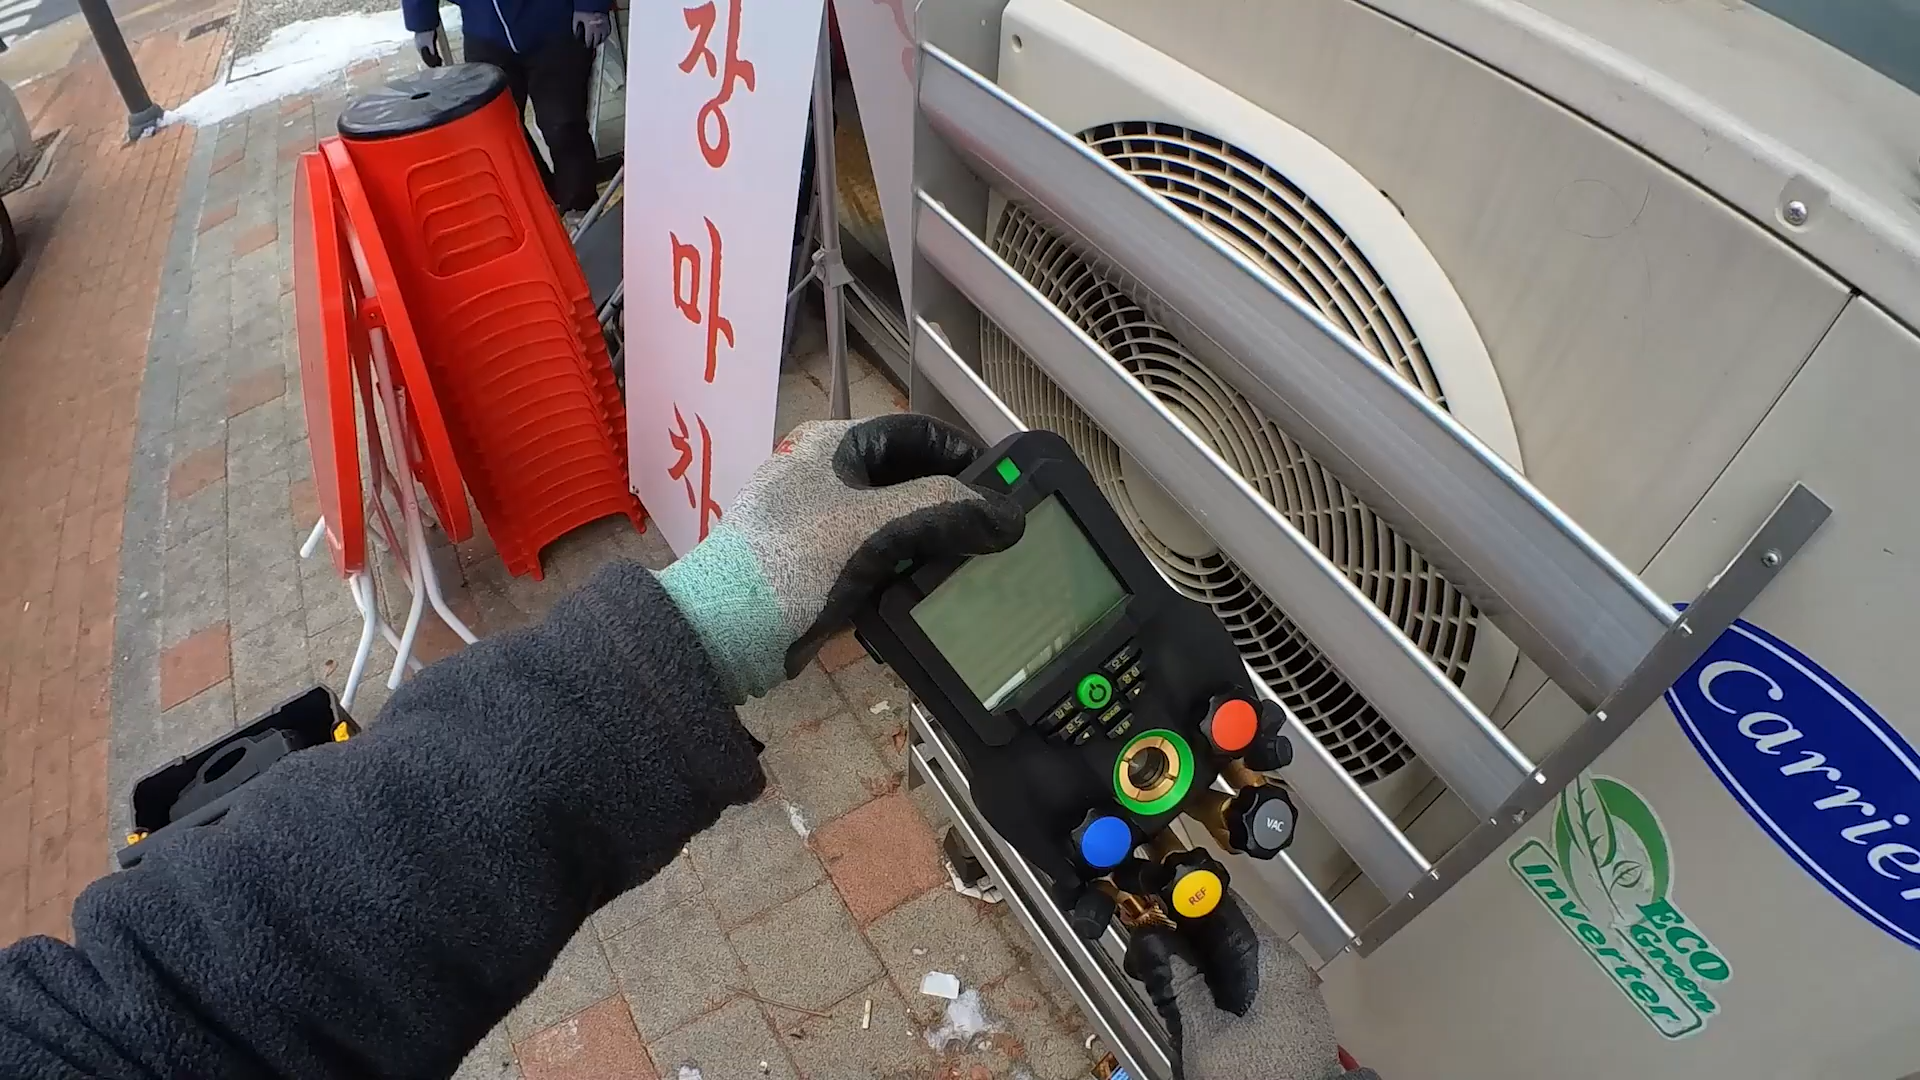 장
마
차
Carrier
ECO
Green
Inverter
VAC
REF